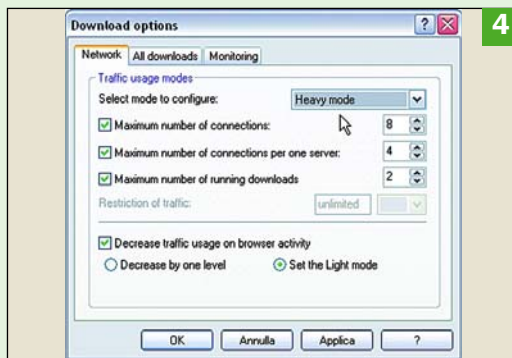 Download options
4
Network All downloads Monitoring
Traffic usage modes
Select mode to configure: Heavy mode
Maximum number of connections: 8
Maximum number of connections per one server: 4
Maximum number of running downloads 2
Restriction of traffic: unlimited
Decrease traffic usage on browser activity
Decrease by one level Set the Light mode
OK Annulla Applica ?